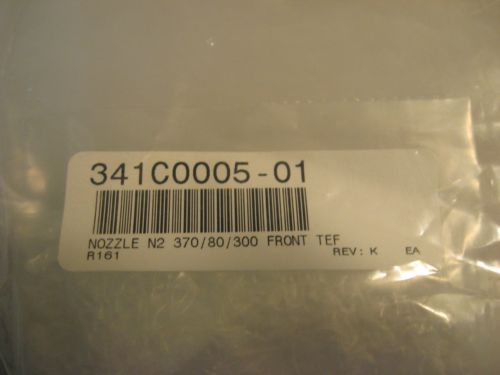 341C0005-01
NOZZLE N2 370/80/300 FRONT TEF
R161 REV: K EA